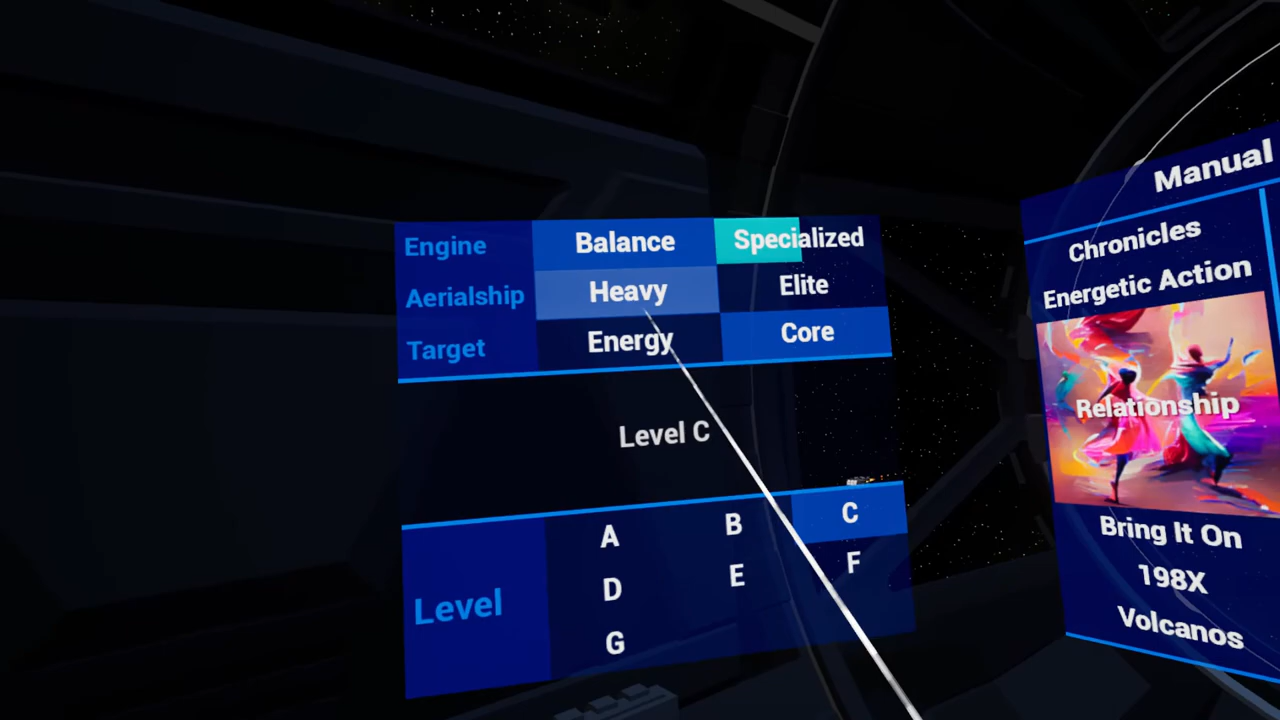 Engine Balance Specialized
Aerialship Heavy Elite
Target Energy Core
Level C
Level
A B C
D E F
G
Manual
Chronicles
Energetic Action
Relationship
Bring It On
198X
Volcanos